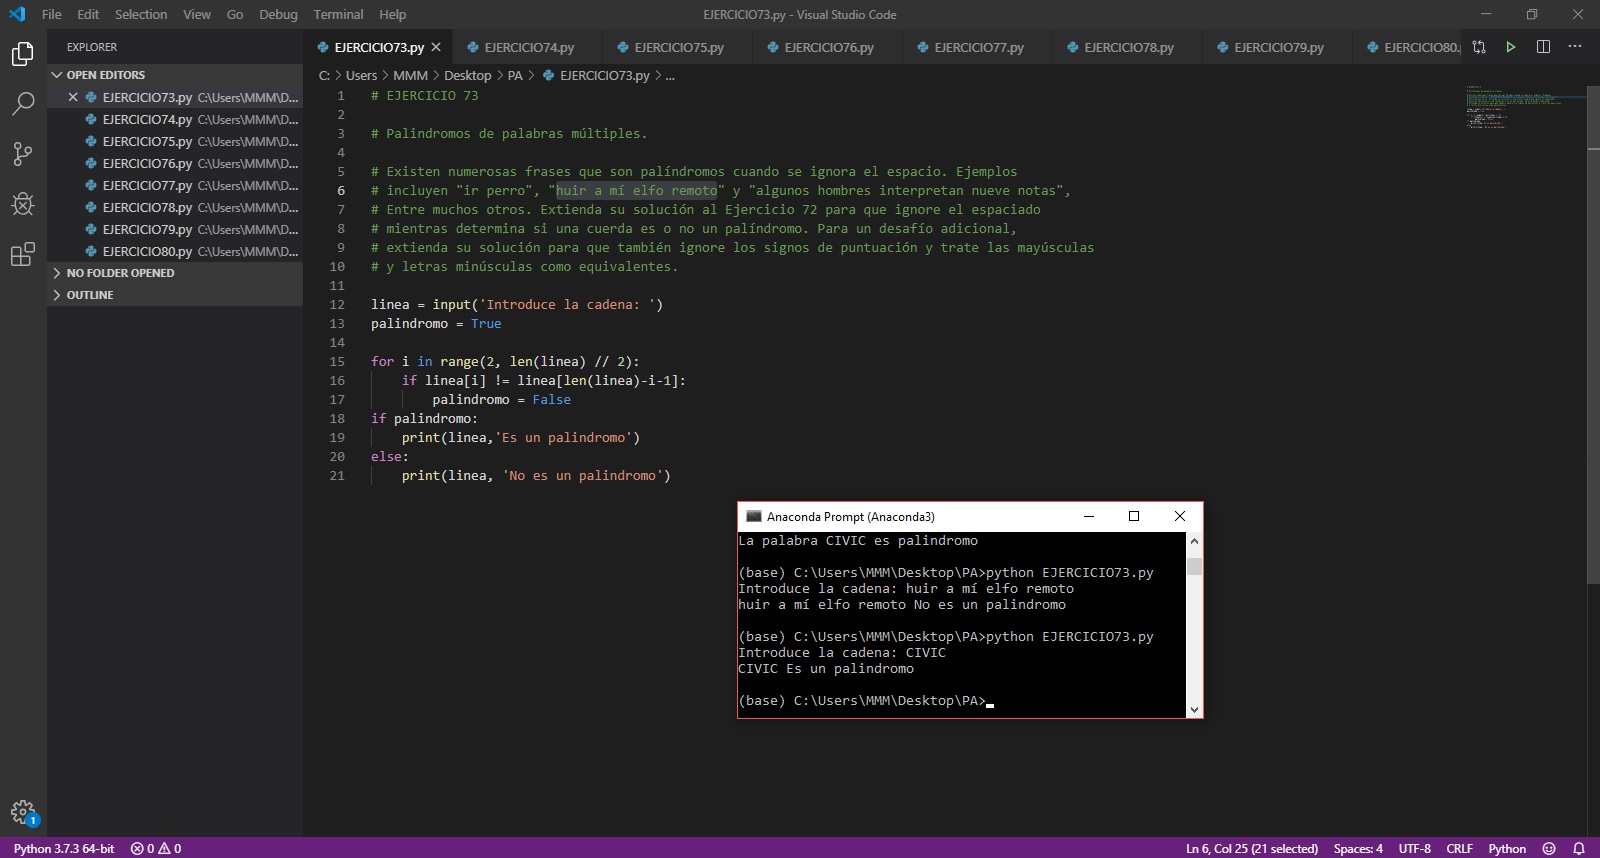 File Edit Selection View Go Debug Terminal Help
EJERCICIO73.py - Visual Studio Code
EXPLORER
OPEN EDITORS
EJERCICIO73.py C:\Users\MMM\D...
EJERCICIO74.py C:\Users\MMM\D...
EJERCICIO75.py C:\Users\MMM\D...
EJERCICIO76.py C:\Users\MMM\D...
EJERCICIO77.py C:\Users\MMM\D...
EJERCICIO78.py C:\Users\MMM\D...
EJERCICIO79.py C:\Users\MMM\D...
EJERCICIO80.py C:\Users\MMM\D...
NO FOLDER OPENED
OUTLINE
EJERCICIO73.py EJERCICIO74.py EJERCICIO75.py EJERCICIO76.py EJERCICIO77.py EJERCICIO78.py EJERCICIO79.py EJERCICIO80.
C: > Users > MMM > Desktop > PA > EJERCICIO73.py > ...
1 # EJERCICIO 73
2
3 # Palindromos de palabras múltiples.
4
5 # Existen numerosas frases que son palíndromos cuando se ignora el espacio. Ejemplos
6 # incluyen "ir perro", "huir a mí elfo remoto" y "algunos hombres interpretan nueve notas",
7 # Entre muchos otros. Extienda su solución al Ejercicio 72 para que ignore el espaciado
8 # mientras determina si una cuerda es o no un palíndromo. Para un desafío adicional,
9 # extienda su solución para que también ignore los signos de puntuación y trate las mayúsculas
10 # y letras minúsculas como equivalentes.
11
12 linea = input('Introduce la cadena: ')
13 palindromo = True
14
15 for i in range(2, len(linea) // 2):
16 if linea[i] != linea[len(linea)-i-1]:
17 palindromo = False
18 if palindromo:
19 print(linea,'Es un palindromo')
20 else:
21 print(linea, 'No es un palindromo')
Anaconda Prompt (Anaconda3)
La palabra CIVIC es palindromo
(base) C:\Users\MMM\Desktop\PA>python EJERCICIO73.py
Introduce la cadena: huir a mí elfo remoto
huir a mí elfo remoto No es un palindromo
(base) C:\Users\MMM\Desktop\PA>python EJERCICIO73.py
Introduce la cadena: CIVIC
CIVIC Es un palindromo
(base) C:\Users\MMM\Desktop\PA>
1
Python 3.7.3 64-bit 0 0
Ln 6, Col 25 (21 selected) Spaces: 4 UTF-8 CRLF Python